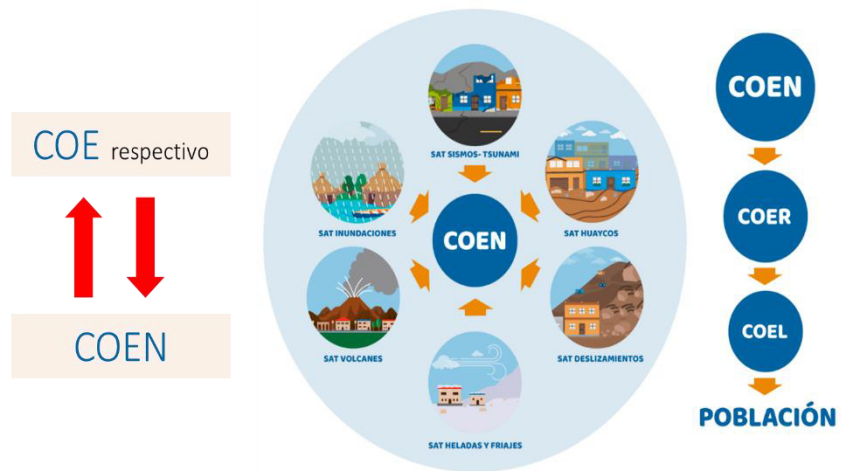 COE respectivo
COEN
SAT SISMOS- TSUNAMI
SAT INUNDACIONES
COEN
SAT HUAYCOS
SAT VOLCANES
SAT DESLIZAMIENTOS
SAT HELADAS Y FRIAJES
COEN
COER
COEL
POBLACIÓN